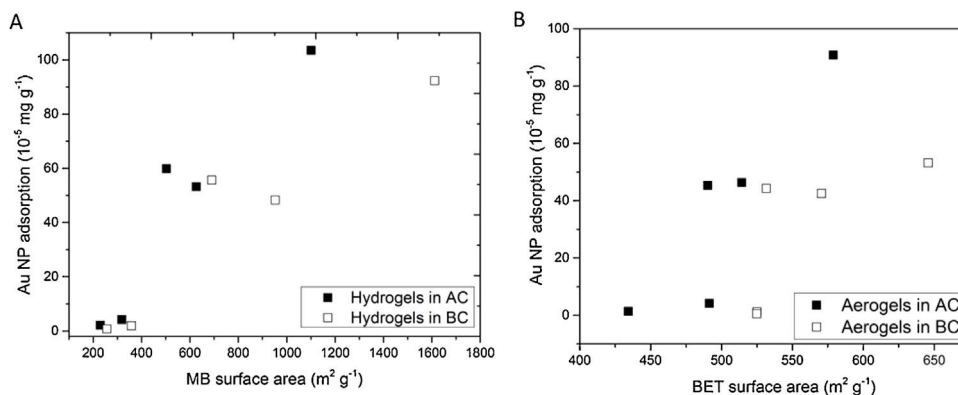 A
Au NP adsorption (10⁻⁵ mg g⁻¹)
100
80
60
40
20
0
Hydrogels in AC
Hydrogels in BC
200 400 600 800 1000 1200 1400 1600 1800
MB surface area (m² g⁻¹)
B
Au NP adsorption (10⁻⁵ mg g⁻¹)
100
80
60
40
20
0
Aerogels in AC
Aerogels in BC
400 450 500 550 600 650
BET surface area (m² g⁻¹)